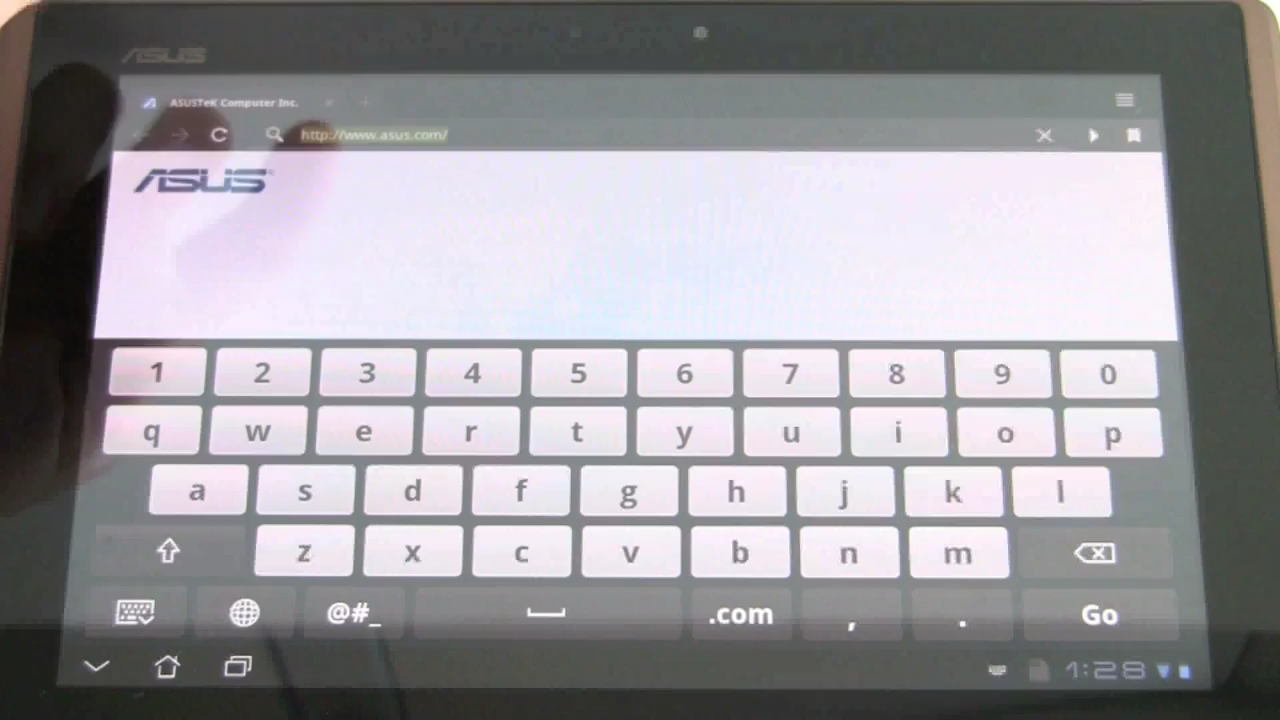 ASUS
ASUSTeK Computer Inc.
http://www.asus.com/
ASUS
1 2 3 4 5 6 7 8 9 0
q w e r t y u i o p
a s d f g h j k l
z x c v b n m
@#_ .com , . Go
1:28